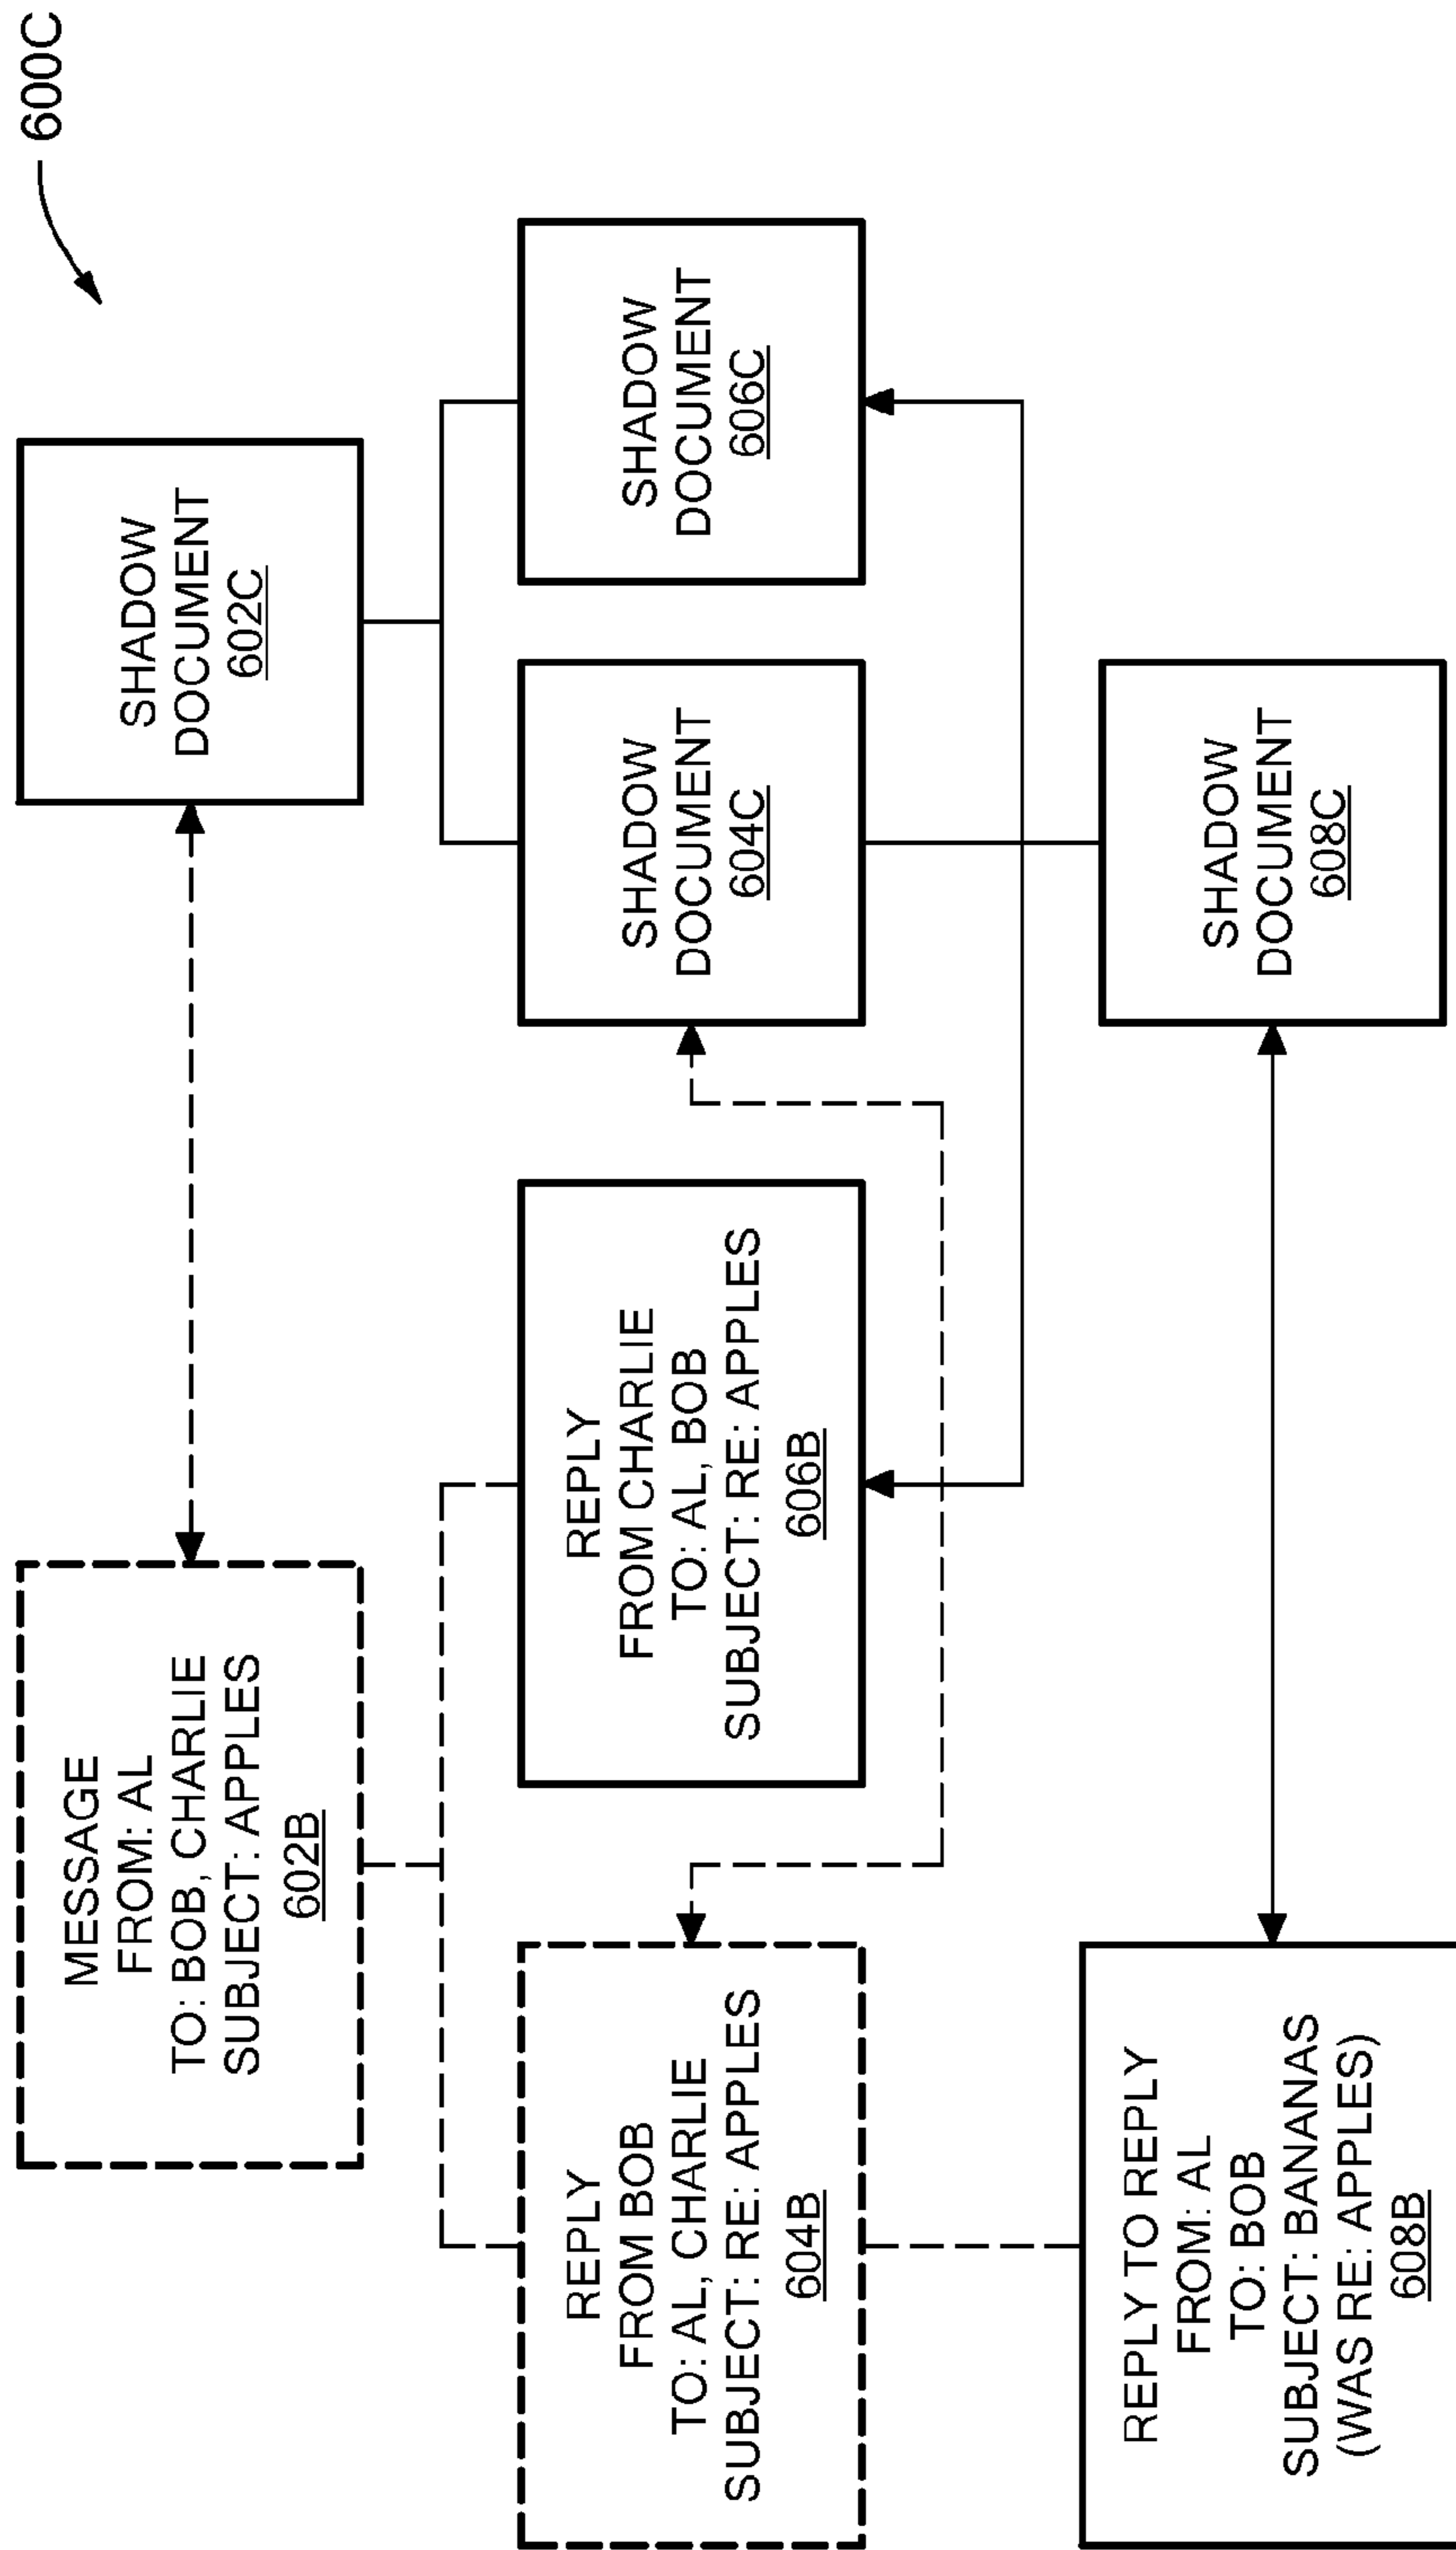 600C
MESSAGE
FROM: AL
TO: BOB, CHARLIE
SUBJECT: APPLES
602B
SHADOW
DOCUMENT
602C
REPLY
FROM BOB
TO: AL, CHARLIE
SUBJECT: RE: APPLES
604B
REPLY
FROM CHARLIE
TO: AL, BOB
SUBJECT: RE: APPLES
606B
SHADOW
DOCUMENT
604C
SHADOW
DOCUMENT
606C
REPLY TO REPLY
FROM: AL
TO: BOB
SUBJECT: BANANAS
(WAS RE: APPLES)
608B
SHADOW
DOCUMENT
608C